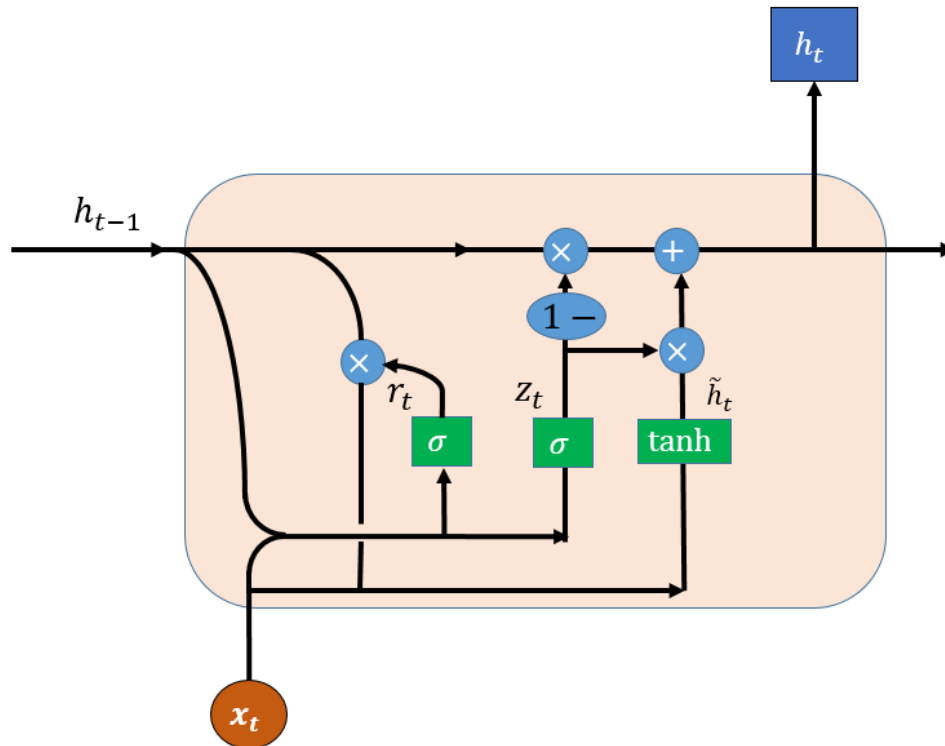 h_t
h_{t−1}
× +
1 −
×
×
r_t
z_t
h̃_t
σ
σ
tanh
x_t